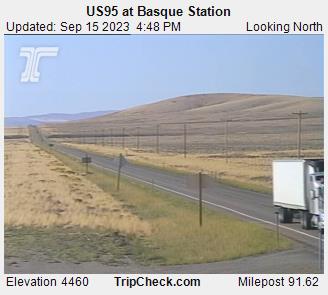 US95 at Basque Station
Updated: Sep 15 2023 4:48 PM Looking North
Elevation 4460 TripCheck.com Milepost 91.62